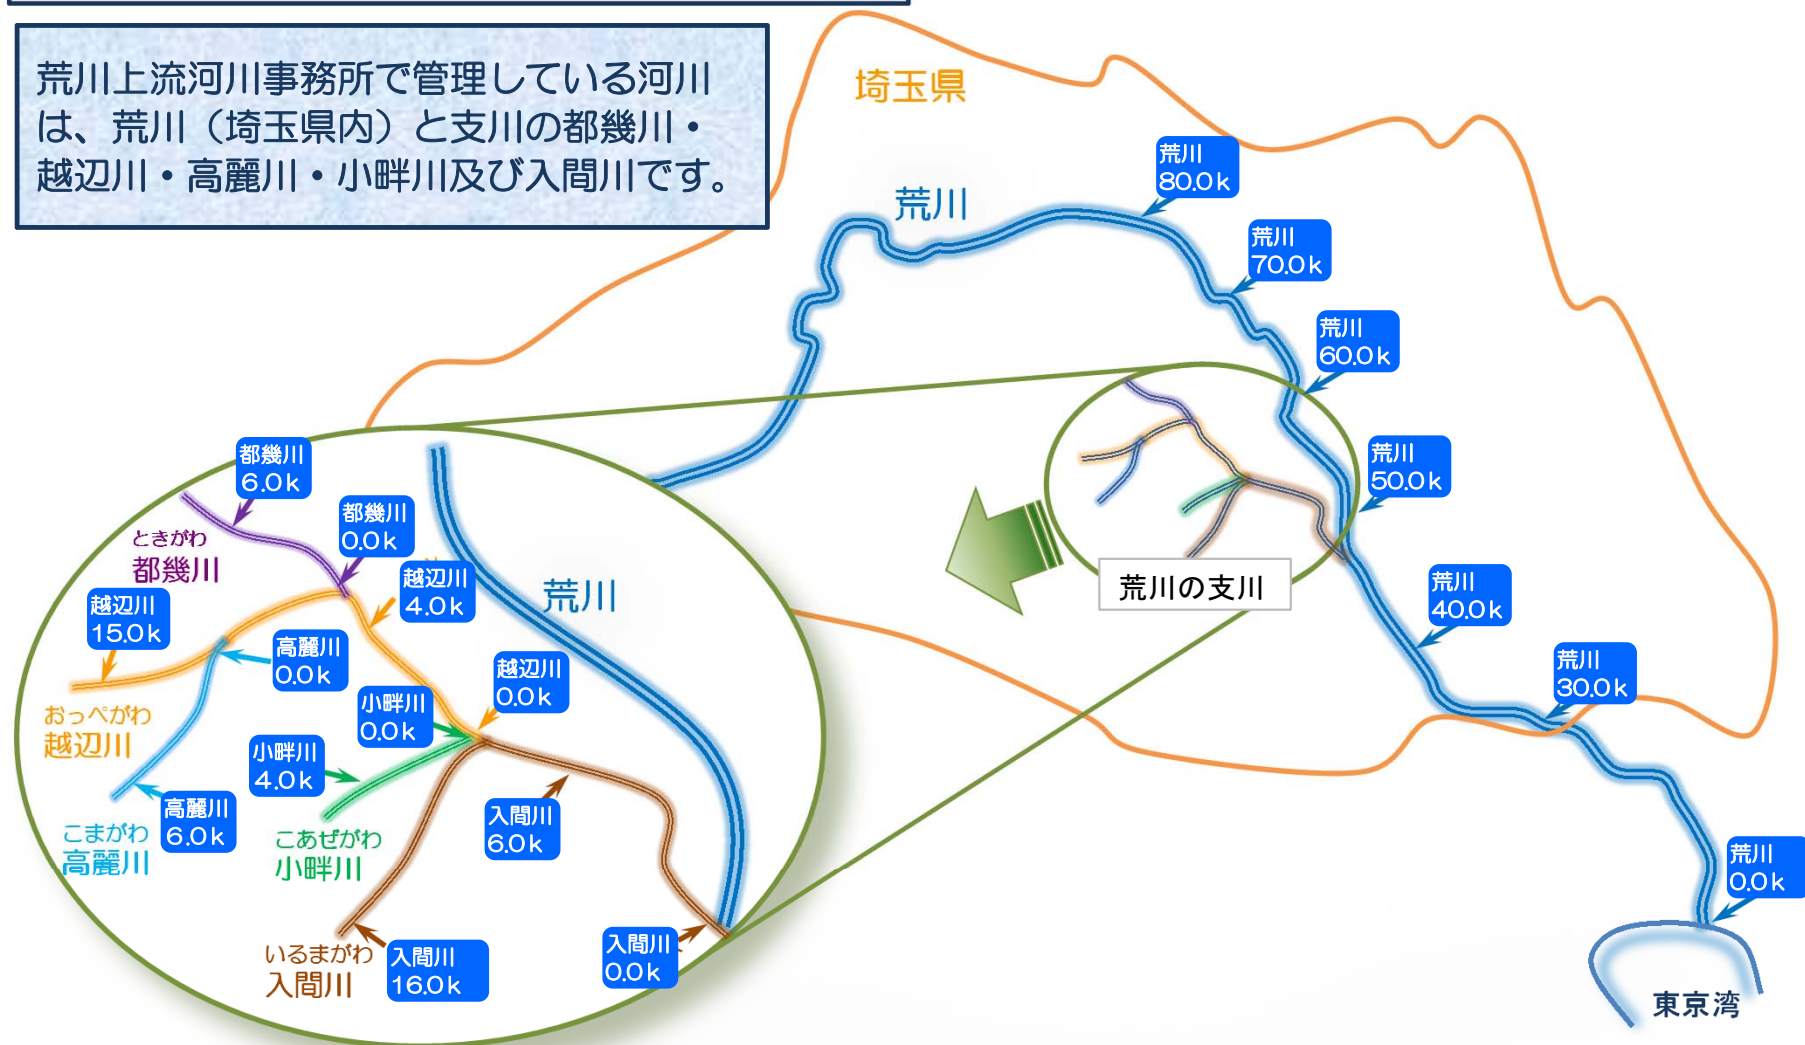 荒川上流河川事務所で管理している河川
は、荒川（埼玉県内）と支川の都幾川・
越辺川・高麗川・小畔川及び入間川です。
埼玉県
荒川
荒川
80.0k
荒川
70.0k
荒川
60.0k
荒川
50.0k
荒川
40.0k
荒川
30.0k
荒川
0.0k
東京湾
荒川の支川
都幾川
6.0k
都幾川
0.0k
ときがわ
都幾川
越辺川
4.0k
荒川
越辺川
15.0k
高麗川
0.0k
越辺川
0.0k
小畔川
0.0k
おっぺがわ
越辺川
小畔川
4.0k
高麗川
6.0k
入間川
6.0k
こまがわ
高麗川
こあぜがわ
小畔川
いるまがわ
入間川
入間川
16.0k
入間川
0.0k